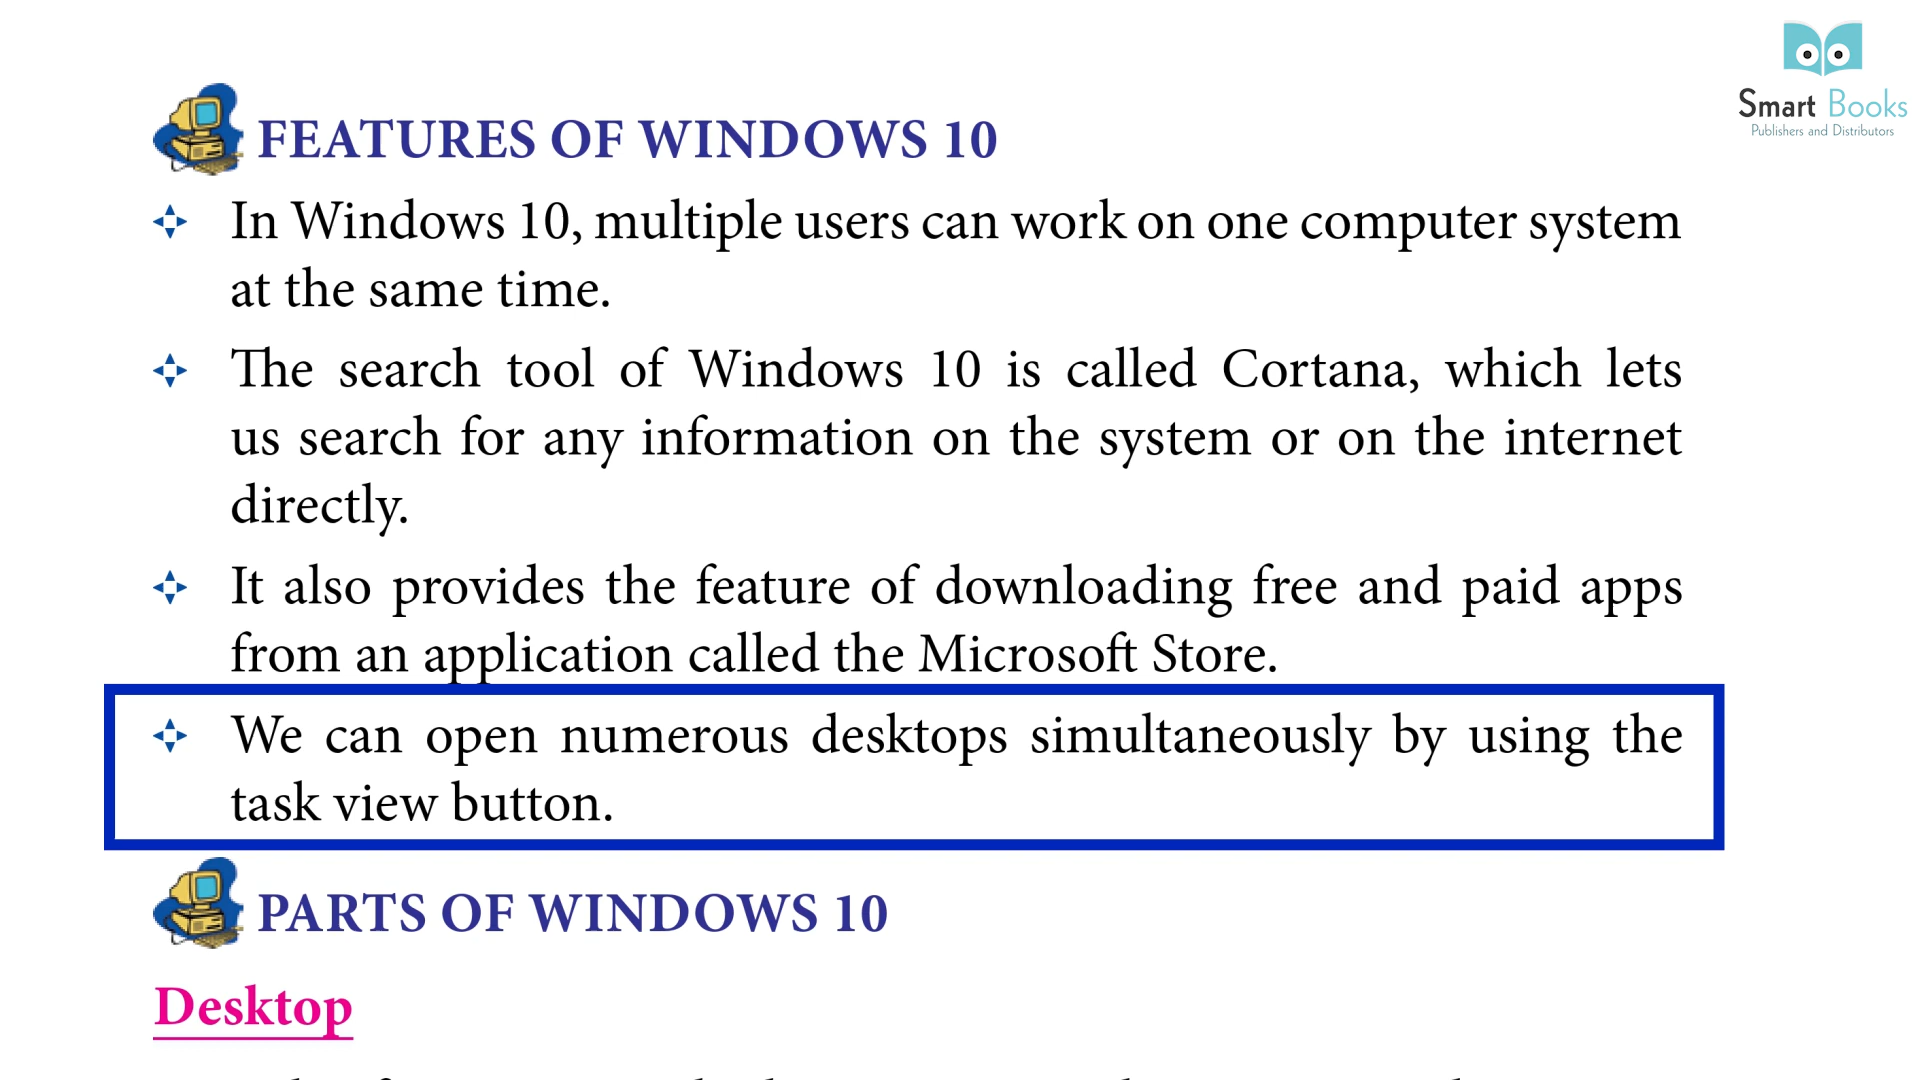 Smart Books
Publishers and Distributors
FEATURES OF WINDOWS 10
In Windows 10, multiple users can work on one computer system
at the same time.
The search tool of Windows 10 is called Cortana, which lets
us search for any information on the system or on the internet
directly.
It also provides the feature of downloading free and paid apps
from an application called the Microsoft Store.
We can open numerous desktops simultaneously by using the
task view button.
PARTS OF WINDOWS 10
Desktop